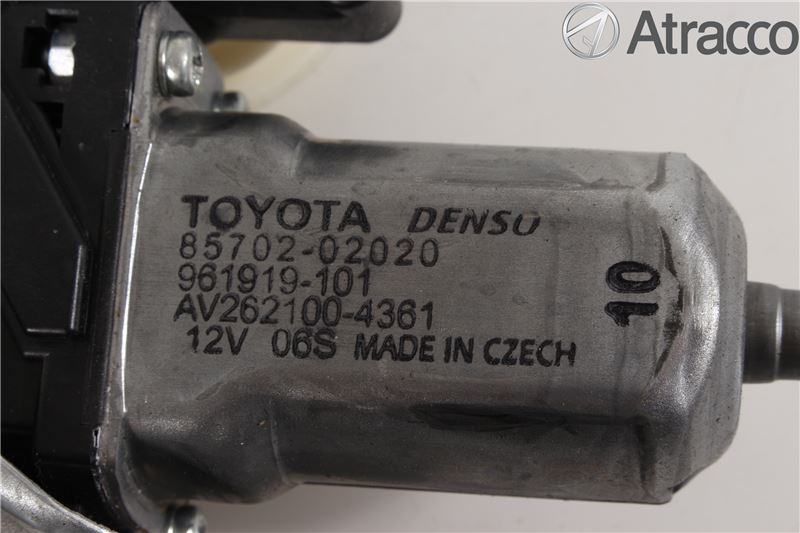 Atracco
TOYOTA DENSO
85702-02020
961919-101
AV262100-4361
12V 06S MADE IN CZECH
10